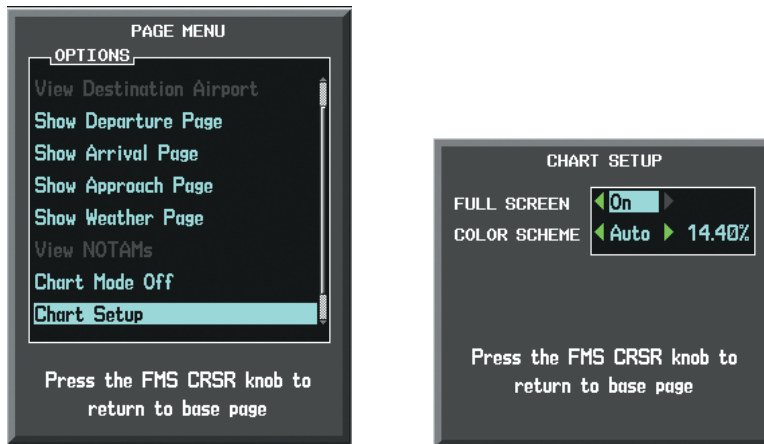 PAGE MENU
OPTIONS
View Destination Airport
Show Departure Page
Show Arrival Page
Show Approach Page
Show Weather Page
View NOTAMs
Chart Mode Off
Chart Setup
Press the FMS CRSR knob to
return to base page
CHART SETUP
FULL SCREEN On
COLOR SCHEME Auto 14.40%
Press the FMS CRSR knob to
return to base page